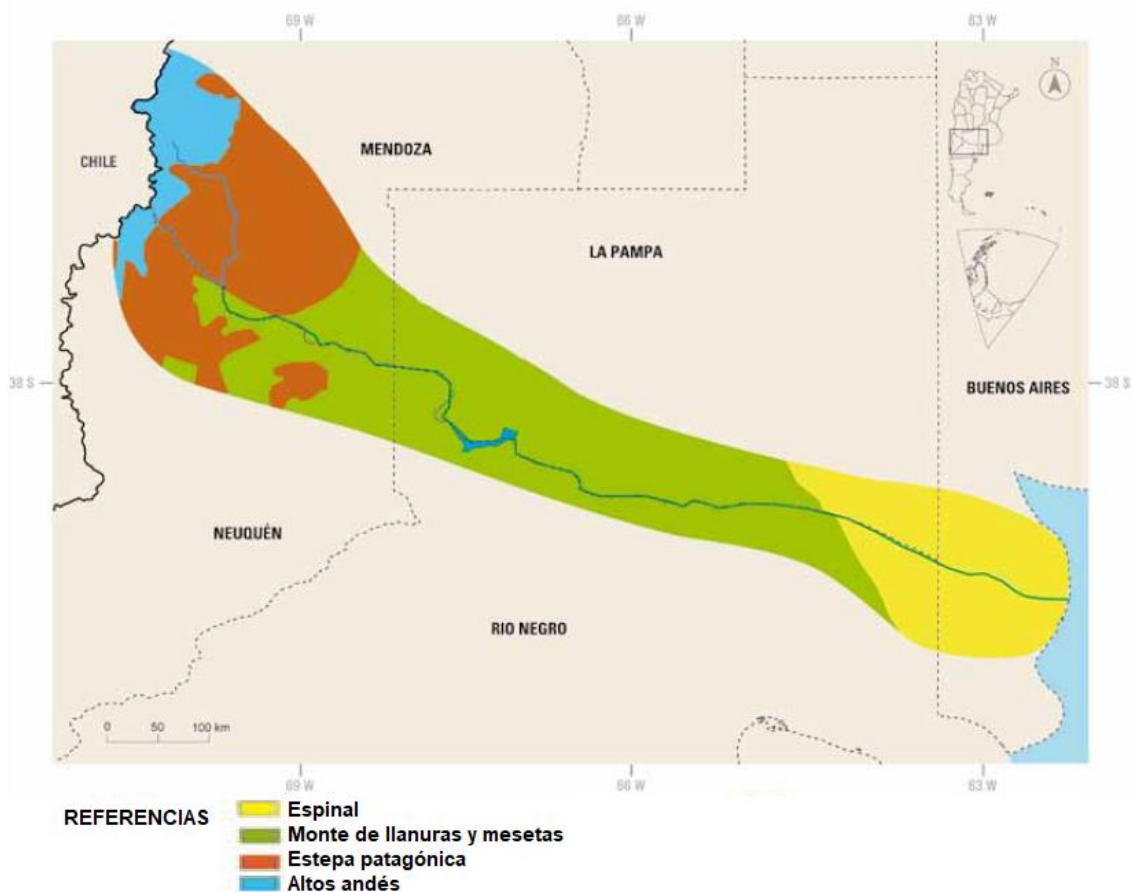 69 W 66 W 63 W
N
MENDOZA
CHILE
LA PAMPA
38 S 38 S
BUENOS AIRES
NEUQUÉN
RIO NEGRO
0 50 100 km
69 W 66 W 63 W
REFERENCIAS
Espinal
Monte de llanuras y mesetas
Estepa patagónica
Altos andés